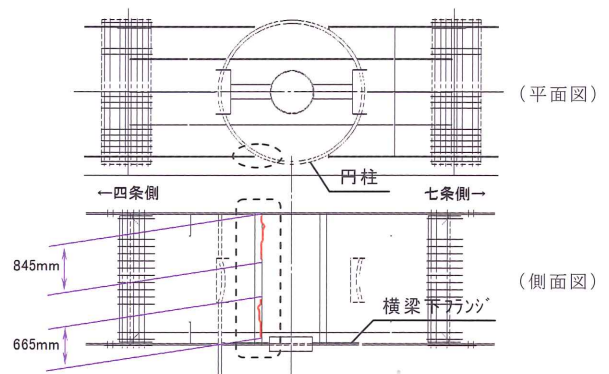 (平面図)
円柱
←四条側
七条側→
845mm
(側面図)
横梁下フランジ
665mm